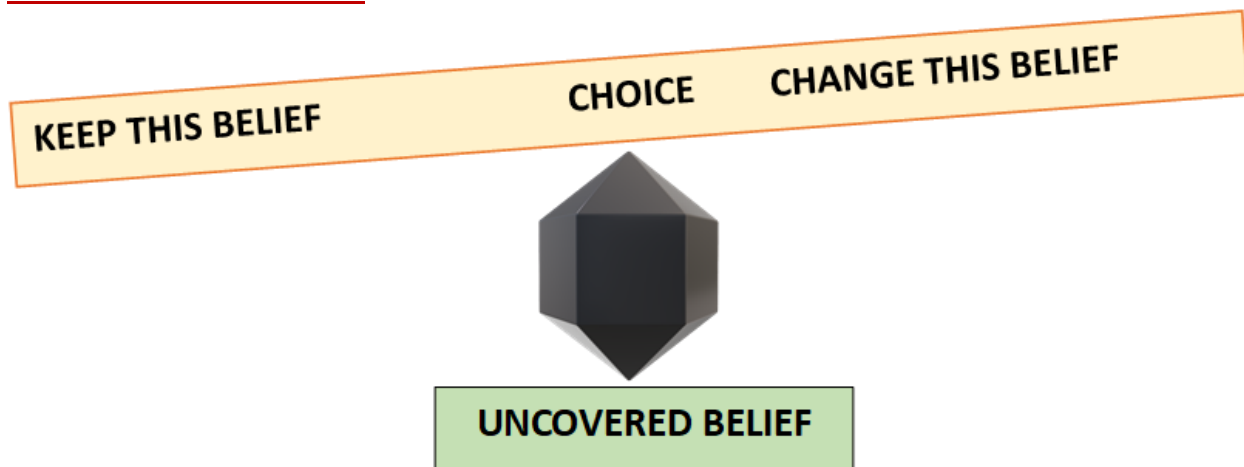 KEEP THIS BELIEF
CHOICE
CHANGE THIS BELIEF
UNCOVERED BELIEF